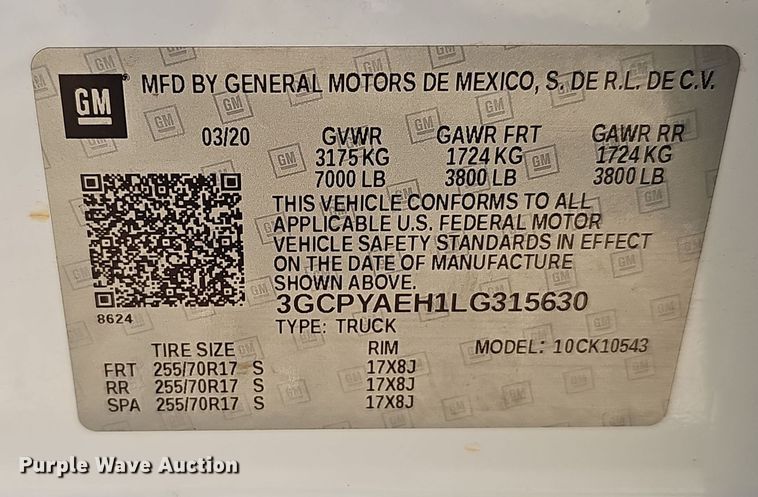 GM MFD BY GENERAL MOTORS DE MEXICO, S. DE R.L. DE C.V.
03/20 GVWR GAWR FRT GAWR RR
3175 KG 1724 KG 1724 KG
7000 LB 3800 LB 3800 LB
THIS VEHICLE CONFORMS TO ALL
APPLICABLE U.S. FEDERAL MOTOR
VEHICLE SAFETY STANDARDS IN EFFECT
ON THE DATE OF MANUFACTURE
SHOWN ABOVE.
3GCPYAEH1LG315630
8624
TYPE: TRUCK
TIRE SIZE RIM MODEL: 10CK10543
FRT 255/70R17 S 17X8J
RR 255/70R17 S 17X8J
SPA 255/70R17 S 17X8J
Purple Wave Auction